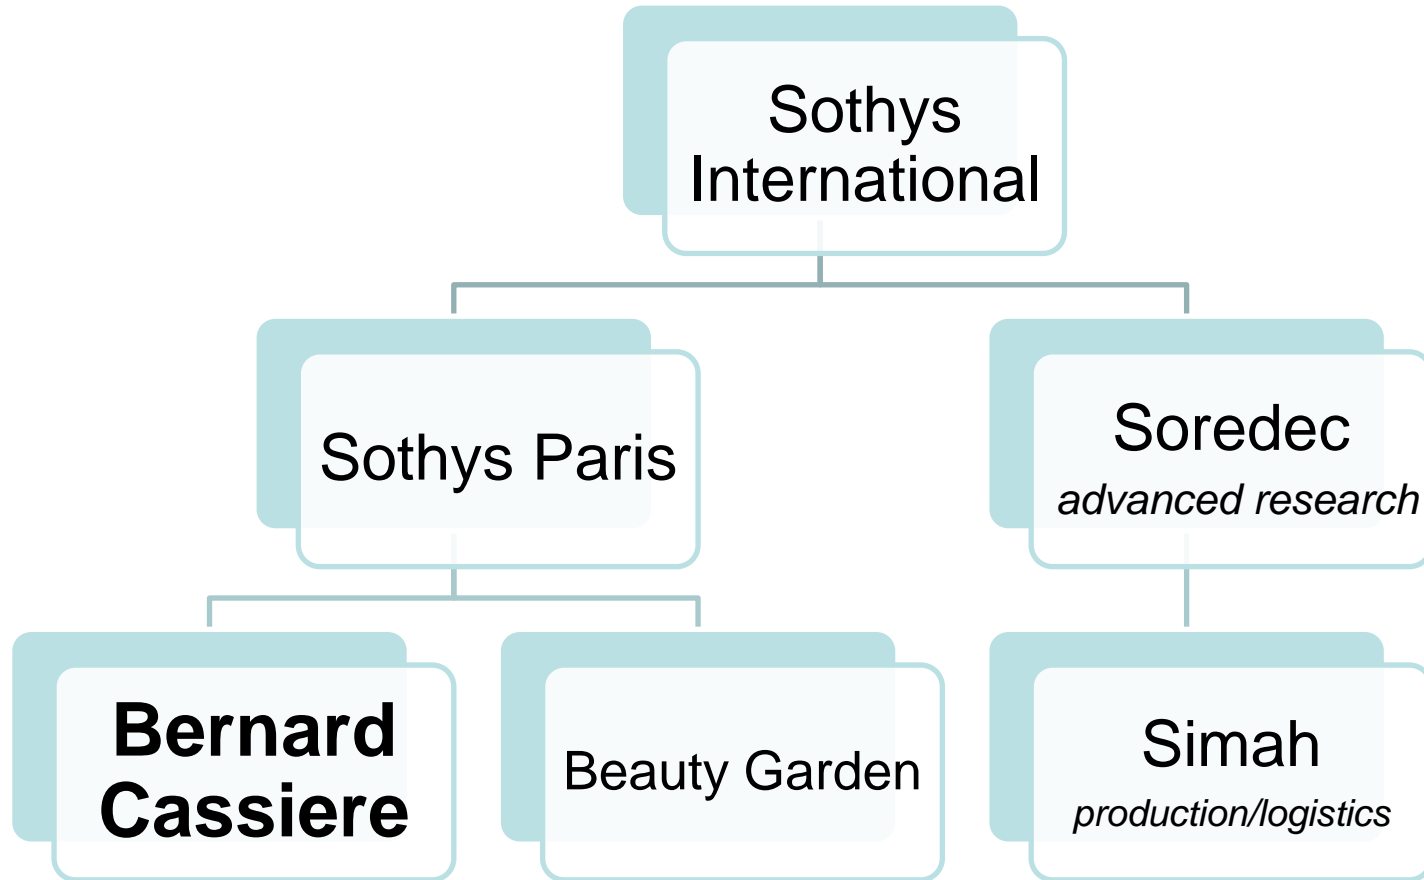 Sothys
International
Sothys Paris
Soredec
advanced research
Bernard
Cassiere
Beauty Garden
Simah
production/logistics